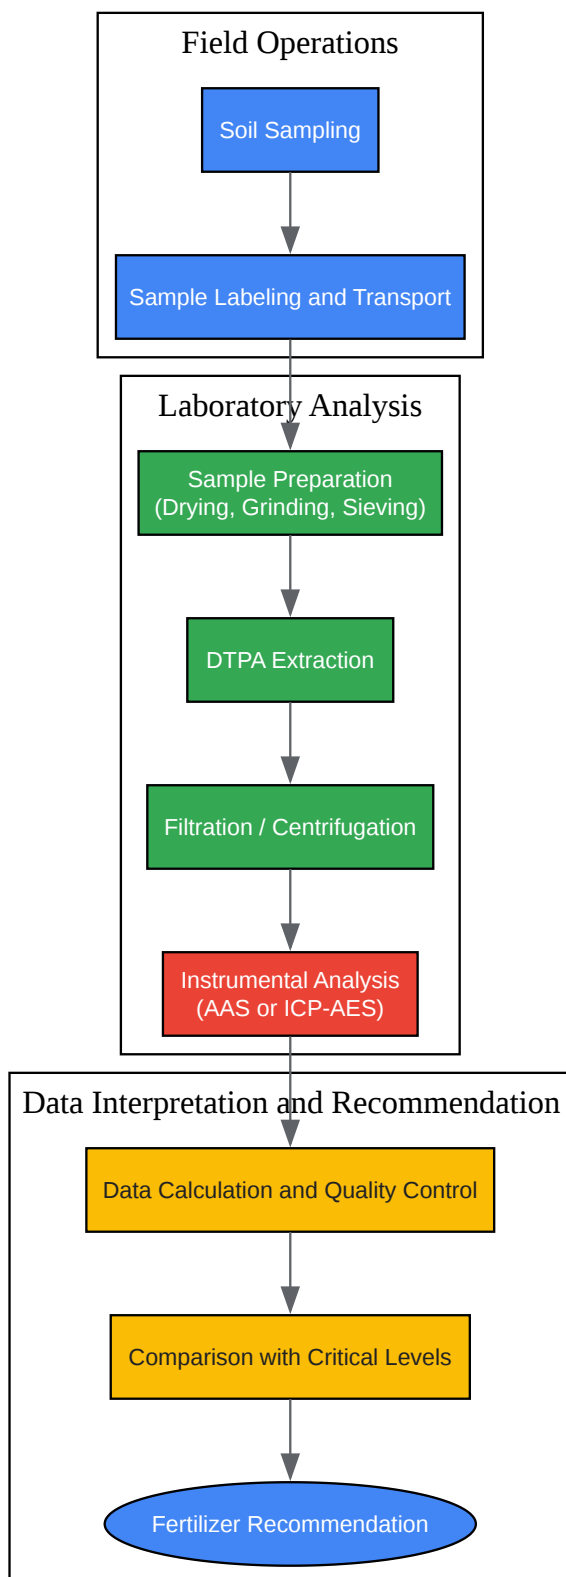 Field Operations
Soil Sampling
Sample Labeling and Transport
Laboratory Analysis
Sample Preparation
(Drying, Grinding, Sieving)
DTPA Extraction
Filtration / Centrifugation
Instrumental Analysis
(AAS or ICP-AES)
Data Interpretation and Recommendation
Data Calculation and Quality Control
Comparison with Critical Levels
Fertilizer Recommendation